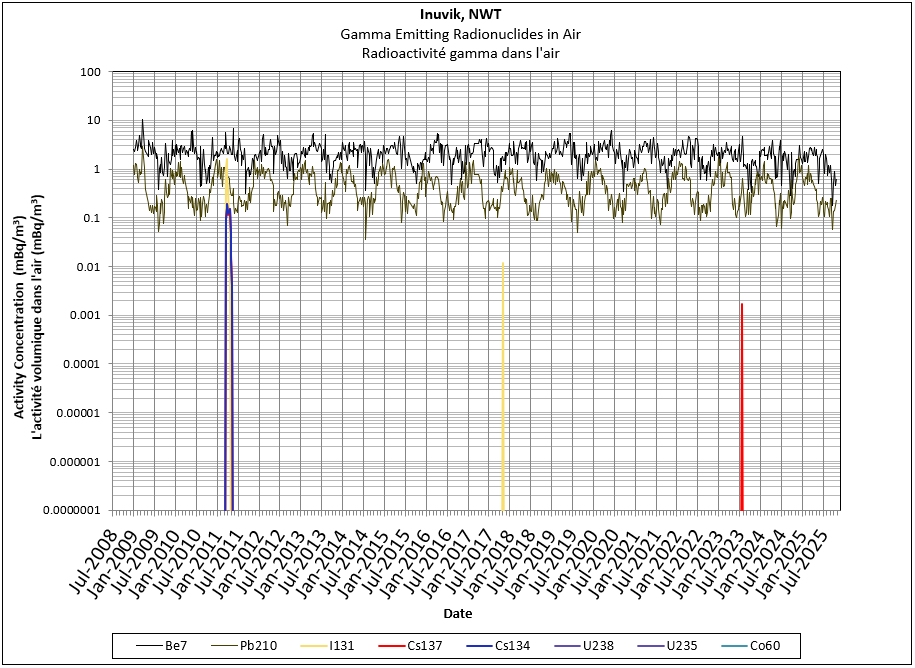 Inuvik, NWT
Gamma Emitting Radionuclides in Air
Radioactivité gamma dans l'air
Activity Concentration (mBq/m³)
L'activité volumique dans l'air (mBq/m³)
100
10
1
0.1
0.01
0.001
0.0001
0.00001
0.000001
0.0000001
Jul-2008
Jan-2009
Jul-2009
Jan-2010
Jul-2010
Jan-2011
Jul-2011
Jan-2012
Jul-2012
Jan-2013
Jul-2013
Jan-2014
Jul-2014
Jan-2015
Jul-2015
Jan-2016
Jul-2016
Jan-2017
Jul-2017
Jan-2018
Jul-2018
Jan-2019
Jul-2019
Jan-2020
Jul-2020
Jan-2021
Jul-2021
Jan-2022
Jul-2022
Jan-2023
Jul-2023
Jan-2024
Jul-2024
Jan-2025
Jul-2025
Date
Be7 Pb210 I131 Cs137 Cs134 U238 U235 Co60